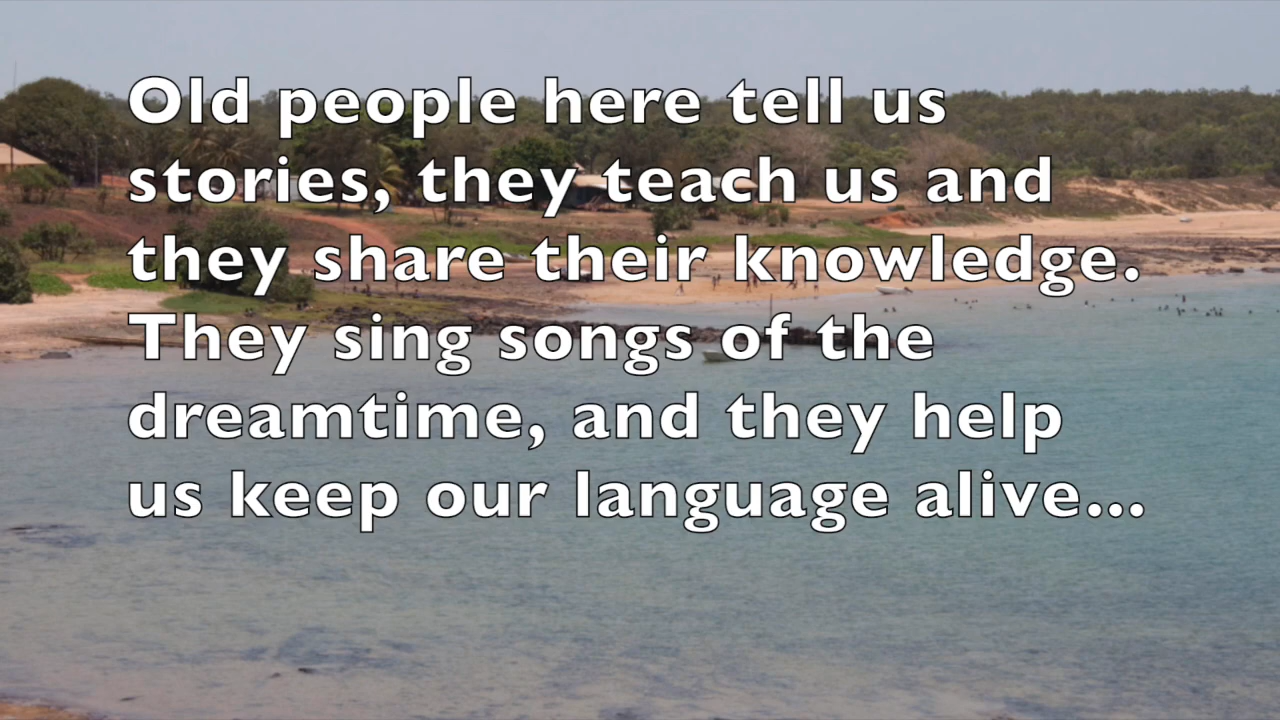 Old people here tell us
stories, they teach us and
they share their knowledge.
They sing songs of the
dreamtime, and they help
us keep our language alive...